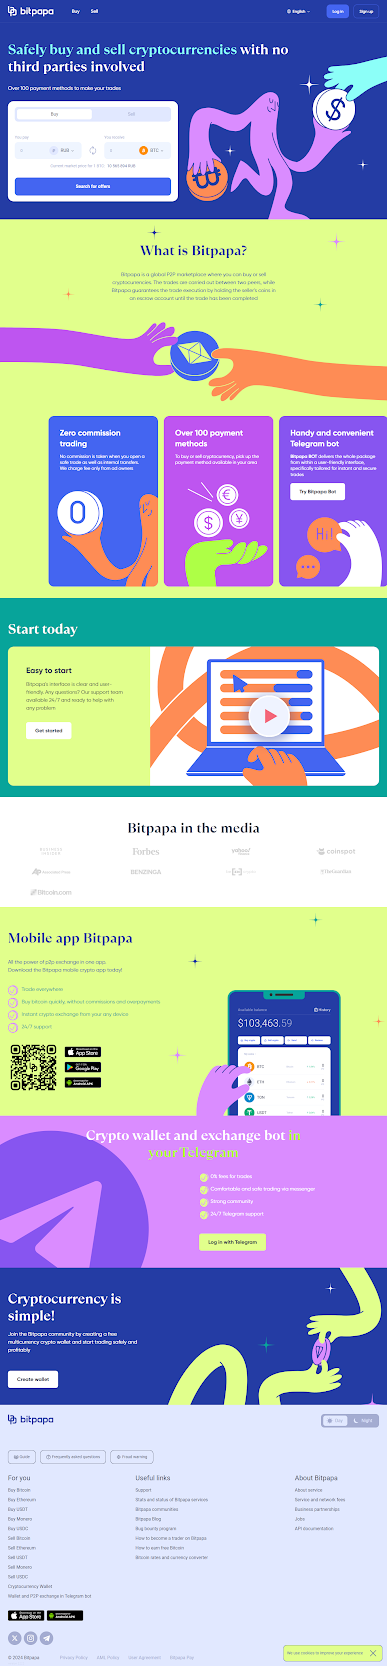 bitpapa
Buy
Sell
English
Log in
Sign up
Safely buy and sell cryptocurrencies with no
third parties involved
Over 100 payment methods to make your trades
Buy
Sell
You pay
You receive
0
RUB
0
BTC
Current market price for 1 BTC
Search for offers
What is Bitpapa?
Bitpapa is a global P2P marketplace where you can buy or sell
cryptocurrencies. The trades are carried out between two peers, while
Bitpapa guarantees the trade execution by holding the seller's coins in
an escrow account until the trade has been completed
Zero commission
trading
No commission is taken when you open a
safe trade as well as internal transfers.
We charge fee only from ad owners
Over 100 payment
methods
To buy or sell cryptocurrency, pick up the
payment method available in your area
Handy and convenient
Telegram bot
Bitpapa BOT delivers the whole package
from within a user-friendly interface,
specifically tailored for instant and secure
trades
Try Bitpapa Bot
0
$
€
¥
Hi!
Start today
Easy to start
Bitpapa's interface is clear and user-
friendly. Any questions? Our support team
available 24/7 and ready to help with
any problem
Get started
Bitpapa in the media
BUSINESS
INSIDER
Forbes
yahoo!
coinspot
Associated Press
BENZINGA
TheGuardian
Bitcoin.com
Mobile app Bitpapa
All the power of p2p exchange in one app.
Download the Bitpapa mobile crypto app today!
Trade everywhere
Buy bitcoin quickly, without commissions and overpayments
Instant crypto exchange from your any device
24/7 support
App Store
Google Play
Android APK
Available balance
History
$103,463.59
BTC
ETH
TON
USDT
Crypto wallet and exchange bot in
your Telegram
0% fees for trades
Comfortable and safe trading via messenger
Strong community
24/7 Telegram support
Log in with Telegram
Cryptocurrency is
simple!
Join the Bitpapa community by creating a free
multicurrency crypto wallet and start trading safely and
profitably
Create wallet
bitpapa
Day
Night
Guide
Frequently asked questions
Fraud warning
For you
Buy Bitcoin
Buy Ethereum
Buy USDT
Buy Monero
Buy USDC
Sell Bitcoin
Sell Ethereum
Sell USDT
Sell Monero
Sell USDC
Cryptocurrency Wallet
Wallet and P2P exchange in Telegram bot
Useful links
Support
Stats and status of Bitpapa services
Bitpapa communities
Bitpapa Blog
Bug bounty program
How to become a trader on Bitpapa
How to earn free Bitcoin
Bitcoin rates and currency converter
About Bitpapa
About service
Service and network fees
Business partnerships
Jobs
API documentation
App Store
Android APK
© 2024 Bitpapa
Privacy Policy
AML Policy
User Agreement
Bitpapa Pay
We use cookies to improve your experience